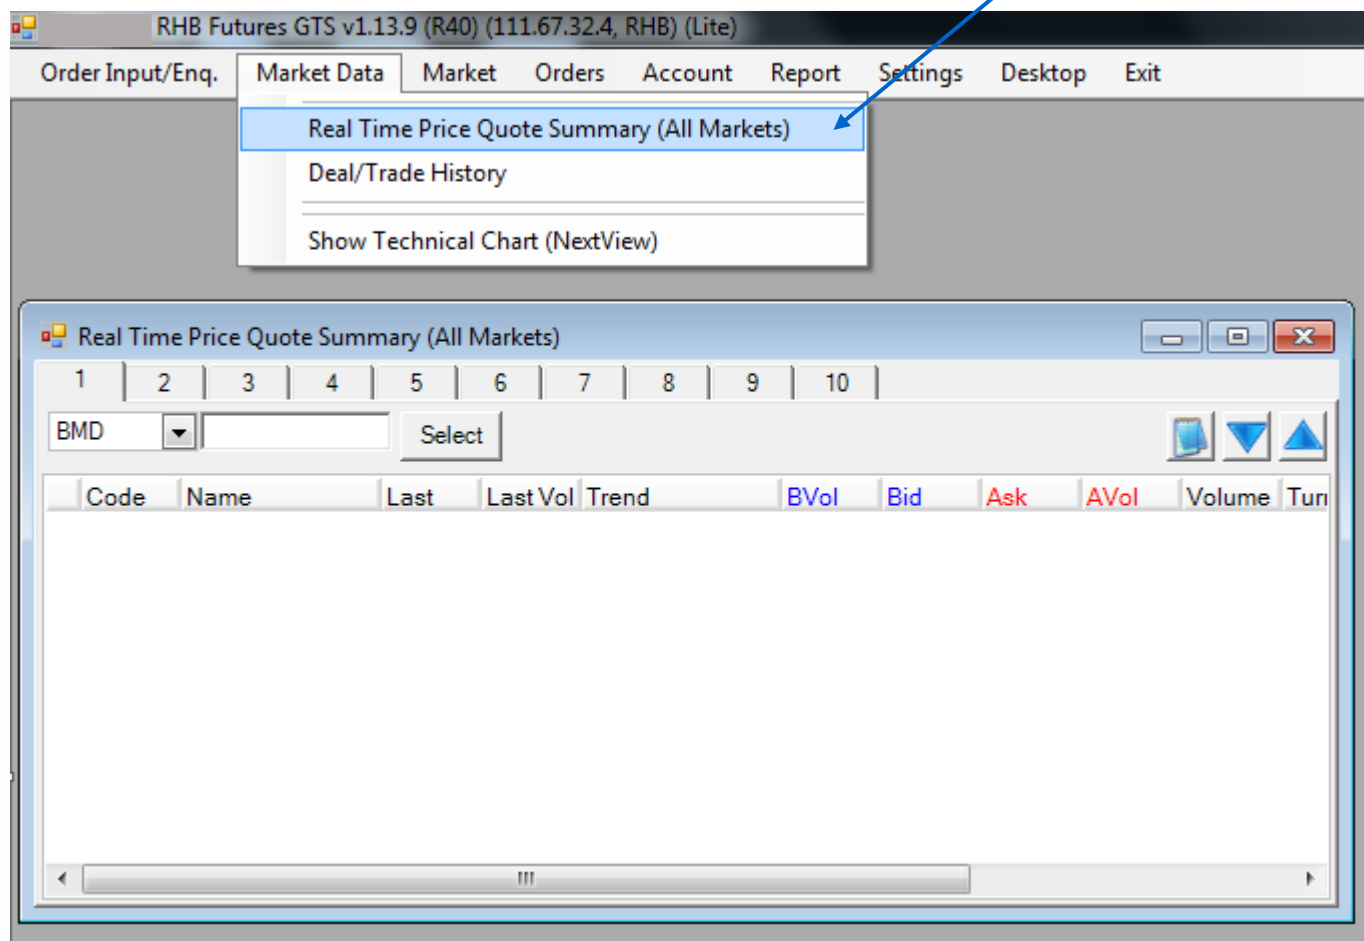 RHB Futures GTS v1.13.9 (R40) (111.67.32.4, RHB) (Lite)
Order Input/Enq. Market Data Market Orders Account Report Settings Desktop Exit
Real Time Price Quote Summary (All Markets)
Deal/Trade History
Show Technical Chart (NextView)
Real Time Price Quote Summary (All Markets)
1 2 3 4 5 6 7 8 9 10
BMD Select
Code Name Last Last Vol Trend BVol Bid Ask AVol Volume Turn